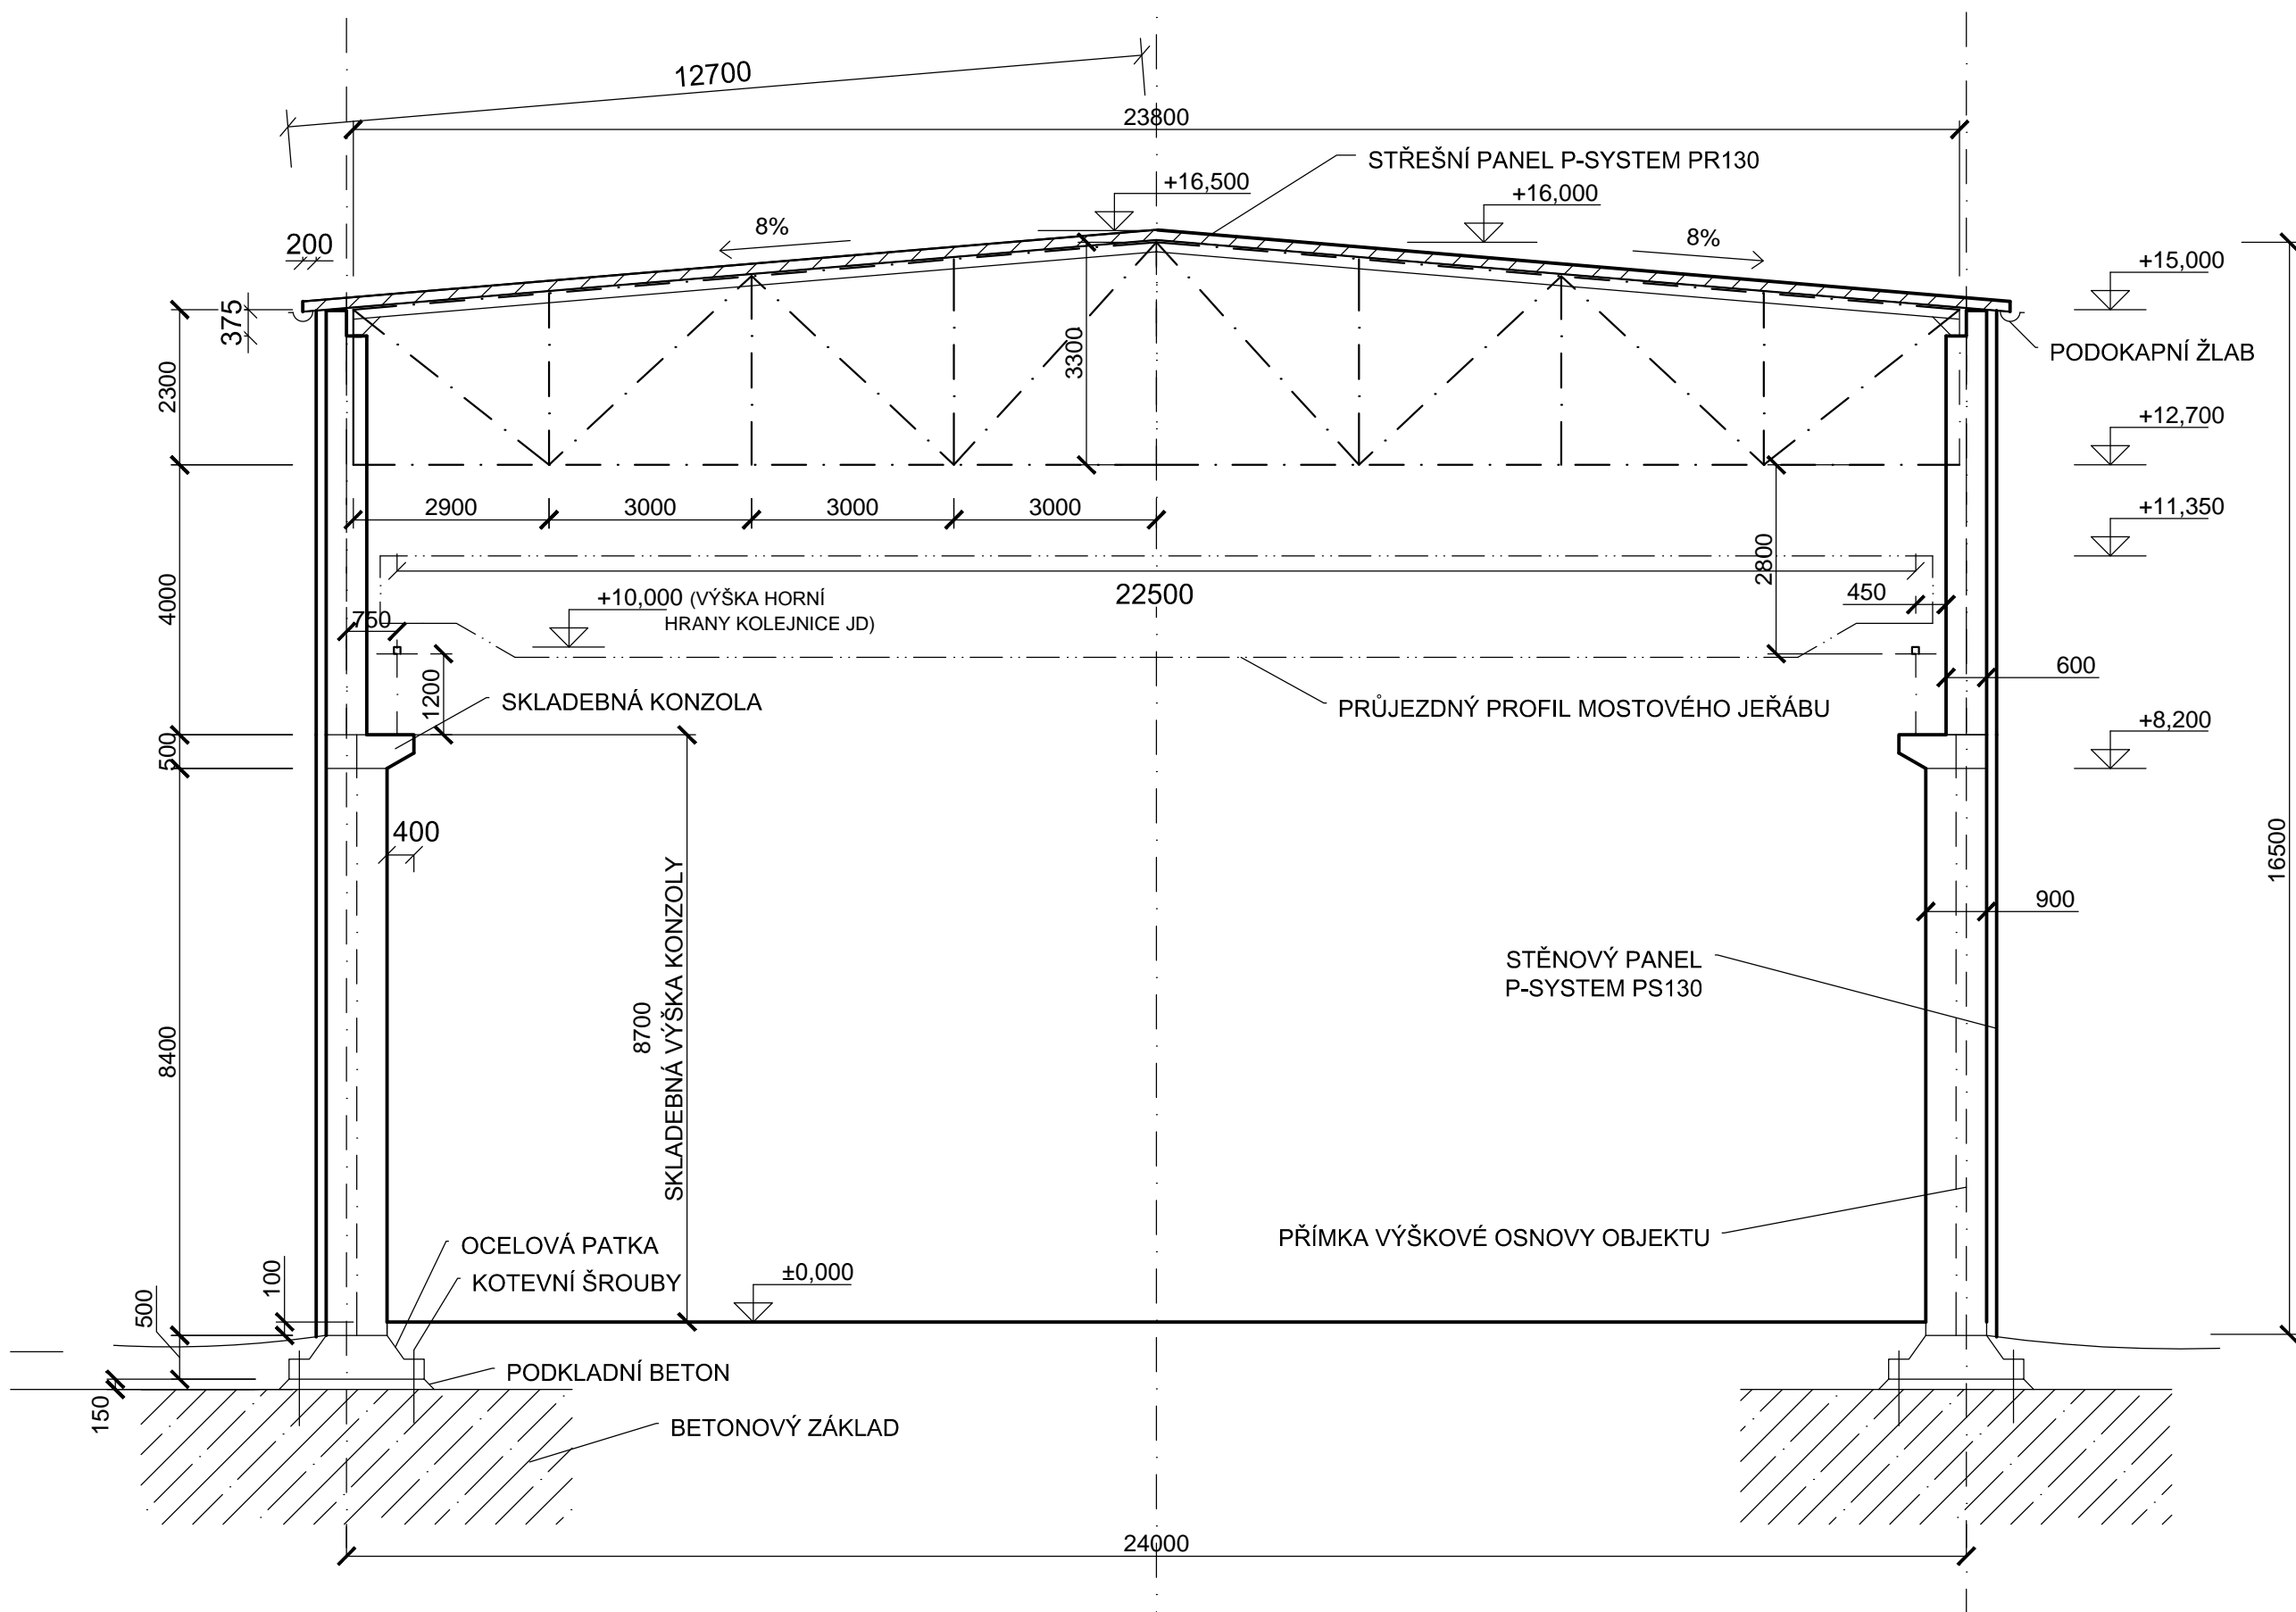 12700
23800
STŘEŠNÍ PANEL P-SYSTEM PR130
+16,500
+16,000
8%
8%
200
+15,000
375
PODOKAPNÍ ŽLAB
2300
3300
+12,700
2900
3000
3000
3000
+11,350
2800
22500
4000
+10,000 (VÝŠKA HORNÍ
HRANY KOLEJNICE JD)
750
450
600
1200
SKLADEBNÁ KONZOLA
PRŮJEZDNÝ PROFIL MOSTOVÉHO JEŘÁBU
+8,200
500
400
16500
900
8700
SKLADEBNÁ VÝŠKA KONZOLY
STĚNOVÝ PANEL
P-SYSTEM PS130
8400
OCELOVÁ PATKA
PŘÍMKA VÝŠKOVÉ OSNOVY OBJEKTU
KOTEVNÍ ŠROUBY
±0,000
100
500
PODKLADNÍ BETON
150
BETONOVÝ ZÁKLAD
24000